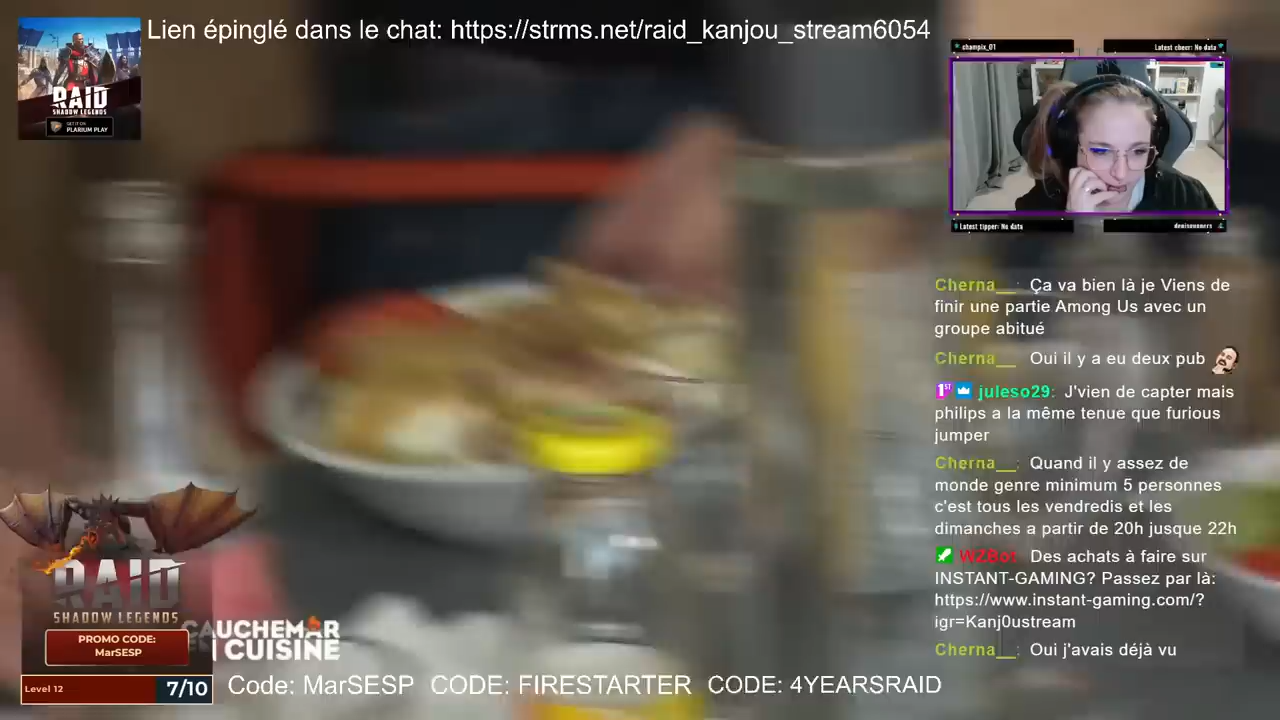 Lien épinglé dans le chat: https://strms.net/raid_kanjou_stream6054
RAID
SHADOW LEGENDS
GET IT ON
PLARIUM PLAY
champix_01
Latest cheer: No data
Latest tipper: No data
Cherna__: Ça va bien là je Viens de
finir une partie Among Us avec un
groupe abitué
Cherna__: Oui il y a eu deux pub
1ST juleso29: J'vien de capter mais
philips a la même tenue que furious
jumper
Cherna__: Quand il y assez de
monde genre minimum 5 personnes
c'est tous les vendredis et les
dimanches a partir de 20h jusque 22h
WZBot: Des achats à faire sur
INSTANT-GAMING? Passez par là:
https://www.instant-gaming.com/?
igr=Kanj0ustream
Cherna__: Oui j'avais déjà vu
RAID
SHADOW LEGENDS
PROMO CODE:
MarSESP
Level 12
7/10
CAUCHEMAR
EN CUISINE
Code: MarSESP CODE: FIRESTARTER CODE: 4YEARSRAID